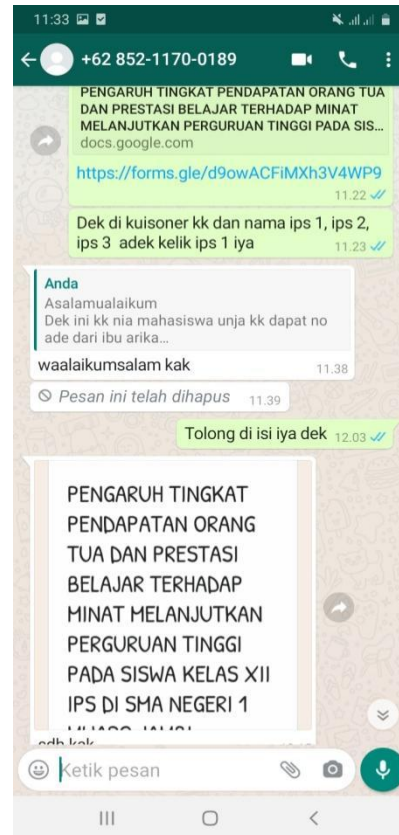 11:33
+62 852-1170-0189
PENGARUH TINGKAT PENDAPATAN ORANG TUA
DAN PRESTASI BELAJAR TERHADAP MINAT
MELANJUTKAN PERGURUAN TINGGI PADA SIS...
docs.google.com
https://forms.gle/d9owACFiMXh3V4WP9
11.22
Dek di kuisoner kk dan nama ips 1, ips 2,
ips 3 adek kelik ips 1 iya
11.23
Anda
Asalamualaikum
Dek ini kk nia mahasiswa unja kk dapat no
ade dari ibu arika...
waalaikumsalam kak
11.38
Pesan ini telah dihapus 11.39
Tolong di isi iya dek 12.03
PENGARUH TINGKAT
PENDAPATAN ORANG
TUA DAN PRESTASI
BELAJAR TERHADAP
MINAT MELANJUTKAN
PERGURUAN TINGGI
PADA SISWA KELAS XII
IPS DI SMA NEGERI 1
sdh kak
Ketik pesan